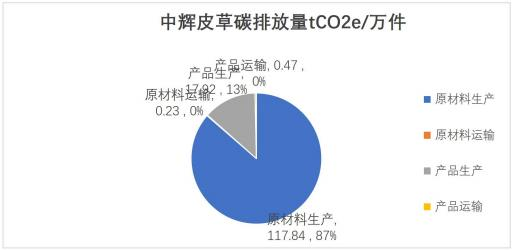 中辉皮草碳排放量tCO2e/万件
产品运输, 0.47 ,
0%
产品生产,
17.92 , 13%
原材料运输,
0.23 , 0%
原材料生产,
117.84 , 87%
原材料生产
原材料运输
产品生产
产品运输